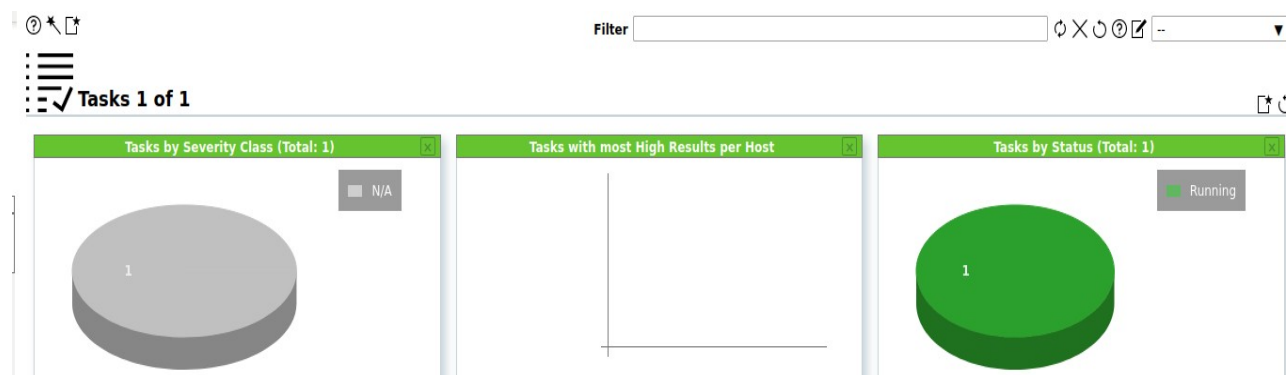 Filter
--
Tasks 1 of 1
Tasks by Severity Class (Total: 1)
x
Tasks with most High Results per Host
x
Tasks by Status (Total: 1)
x
N/A
1
Running
1